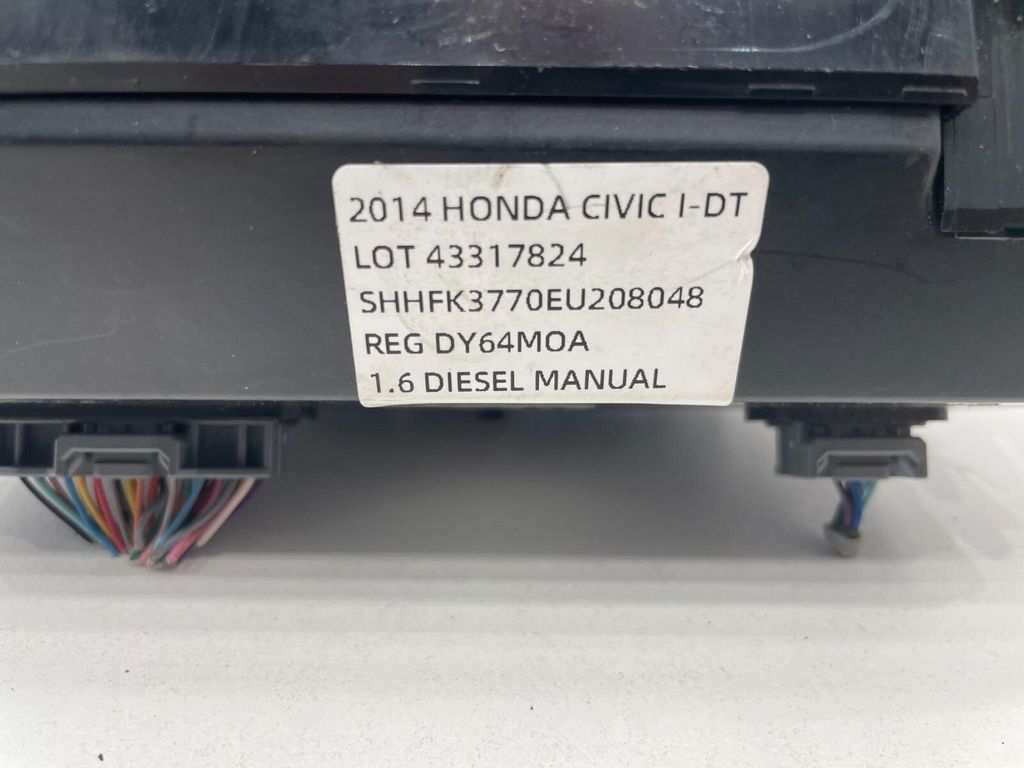 2014 HONDA CIVIC I-DT
LOT 43317824
SHHFK3770EU208048
REG DY64MOA
1.6 DIESEL MANUAL